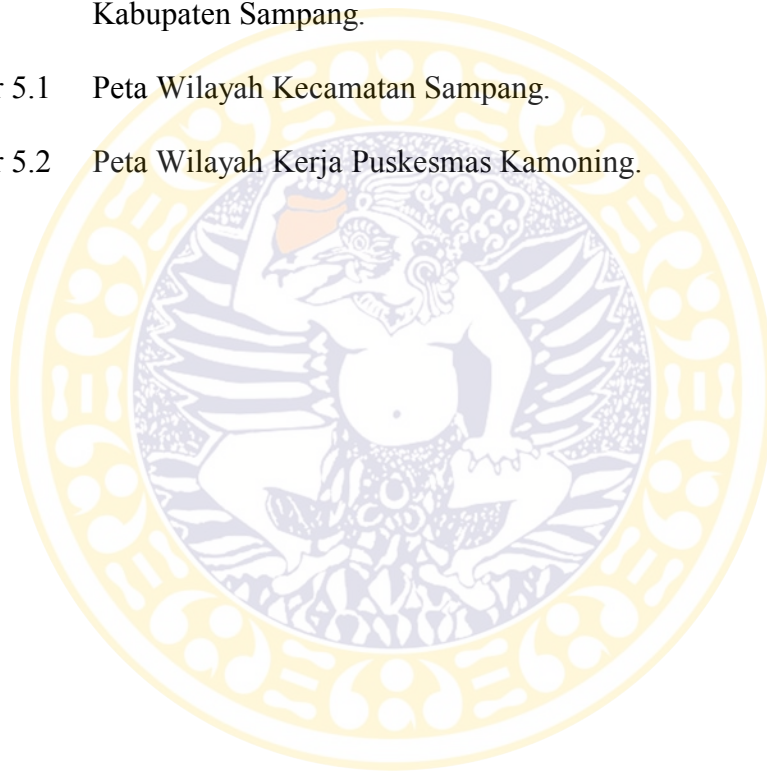 Kabupaten Sampang.
r 5.1 Peta Wilayah Kecamatan Sampang.
r 5.2 Peta Wilayah Kerja Puskesmas Kamoning.